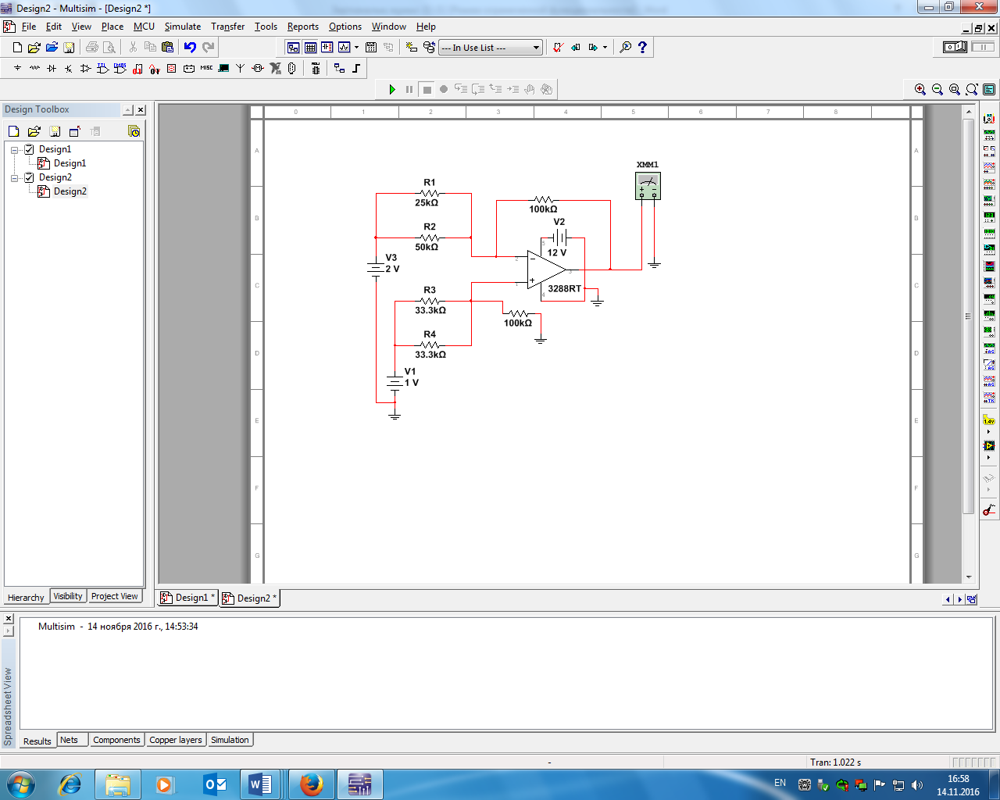 Design2 - Multisim - [Design2 *]
File Edit View Place MCU Simulate Transfer Tools Reports Options Window Help
--- In Use List ---
MISC
Design Toolbox
Design1
Design1
Design2
Design2
Hierarchy Visibility Project View
0 1 2 3 4 5 6 7 8
A A
B B
C C
D D
E E
F F
G G
XMM1
R1
25kΩ
100kΩ
R2
50kΩ
V2
12 V
V3
2 V
3288RT
R3
33.3kΩ
100kΩ
R4
33.3kΩ
V1
1 V
Design1 * Design2 *
Multisim - 14 ноября 2016 г., 14:53:34
Spreadsheet View
Results Nets Components Copper layers Simulation
- Tran: 1.022 s
EN 16:58
14.11.2016